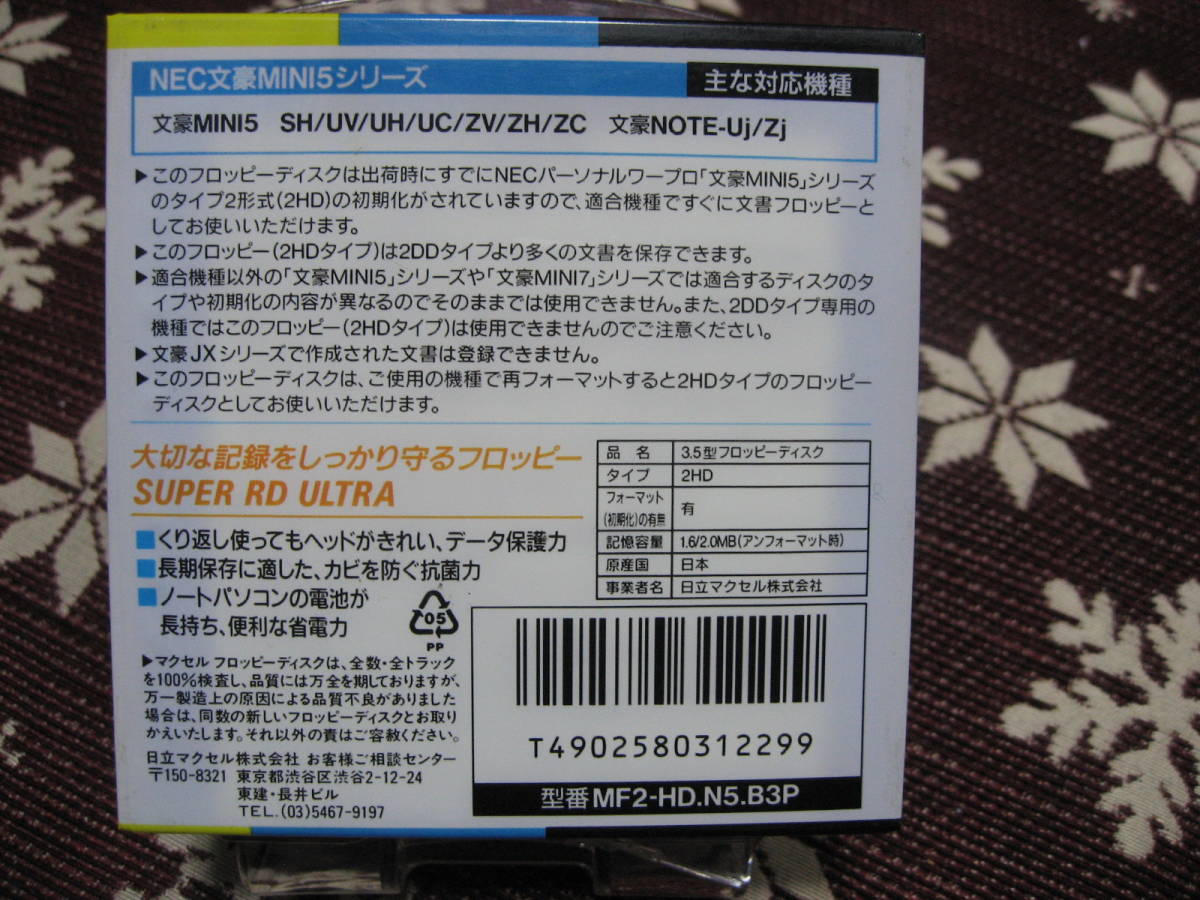 NEC文豪MINI5シリーズ
主な対応機種
文豪MINI5 SH/UV/UH/UC/ZV/ZH/ZC 文豪NOTE-Uj/Zj
▶このフロッピーディスクは出荷時にすでにNECパーソナルワープロ「文豪MINI5」シリーズ
のタイプ2形式(2HD)の初期化がされていますので、適合機種ですぐに文書フロッピーと
してお使いいただけます。
▶このフロッピー(2HDタイプ)は2DDタイプより多くの文書を保存できます。
▶適合機種以外の「文豪MINI5」シリーズや「文豪MINI7」シリーズでは適合するディスクのタ
イプや初期化の内容が異なるのでそのままでは使用できません。また、2DDタイプ専用の
機種ではこのフロッピー(2HDタイプ)は使用できませんのでご注意ください。
▶文豪JXシリーズで作成された文書は登録できません。
▶このフロッピーディスクは、ご使用の機種で再フォーマットすると2HDタイプのフロッピー
ディスクとしてお使いいただけます。
大切な記録をしっかり守るフロッピー
SUPER RD ULTRA
■くり返し使ってもヘッドがきれい、データ保護力
■長期保存に適した、カビを防ぐ抗菌力
■ノートパソコンの電池が
長持ち、便利な省電力
05
PP
▶マクセル フロッピーディスクは、全数・全トラック
を100%検査し、品質には万全を期しておりますが、
万一製造上の原因による品質不良がありました
場合は、同数の新しいフロッピーディスクとお取り
かえいたします。それ以外の責はご容赦ください。
日立マクセル株式会社 お客様ご相談センター
〒150-8321 東京都渋谷区渋谷2-12-24
東建・長井ビル
TEL.(03)5467-9197
品 名 3.5型フロッピーディスク
タイプ 2HD
フォーマット
(初期化)の有無 有
記憶容量 1.6/2.0MB(アンフォーマット時)
原産国 日本
事業者名 日立マクセル株式会社
T4902580312299
型番MF2-HD.N5.B3P